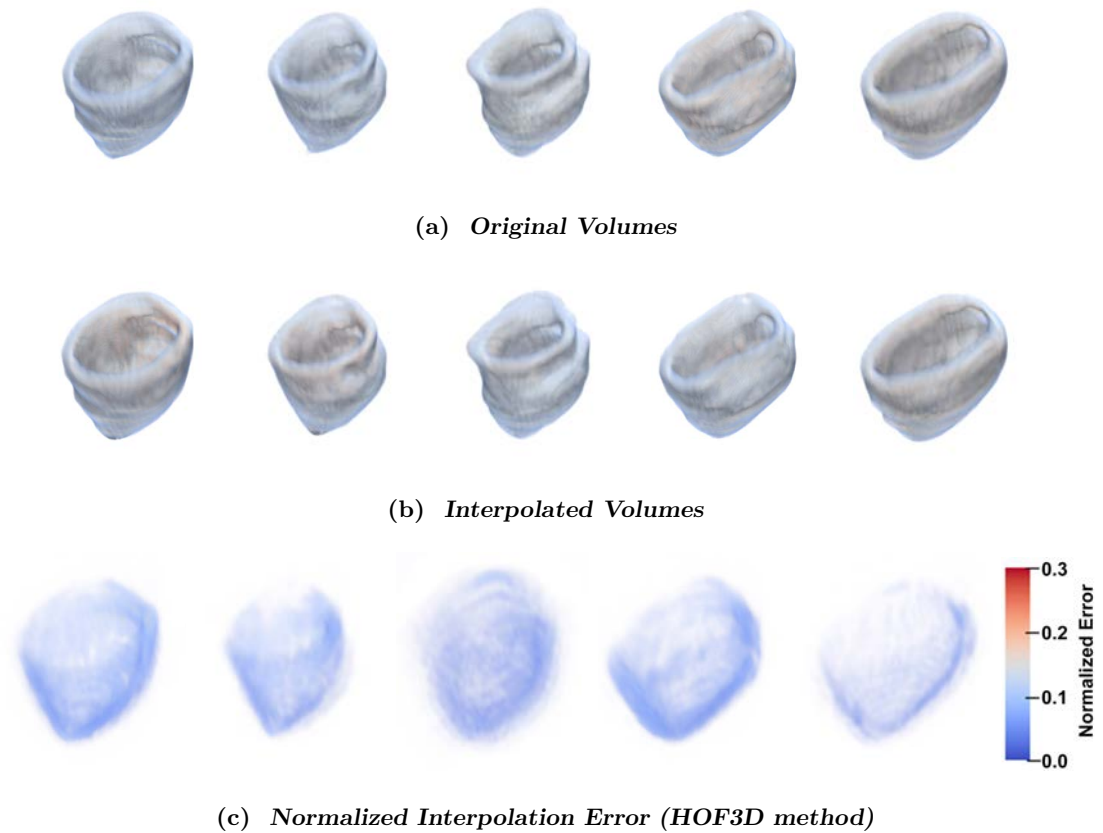 (a) Original Volumes
(b) Interpolated Volumes
0.3
0.2
0.1
0.0
Normalized Error
(c) Normalized Interpolation Error (HOF3D method)